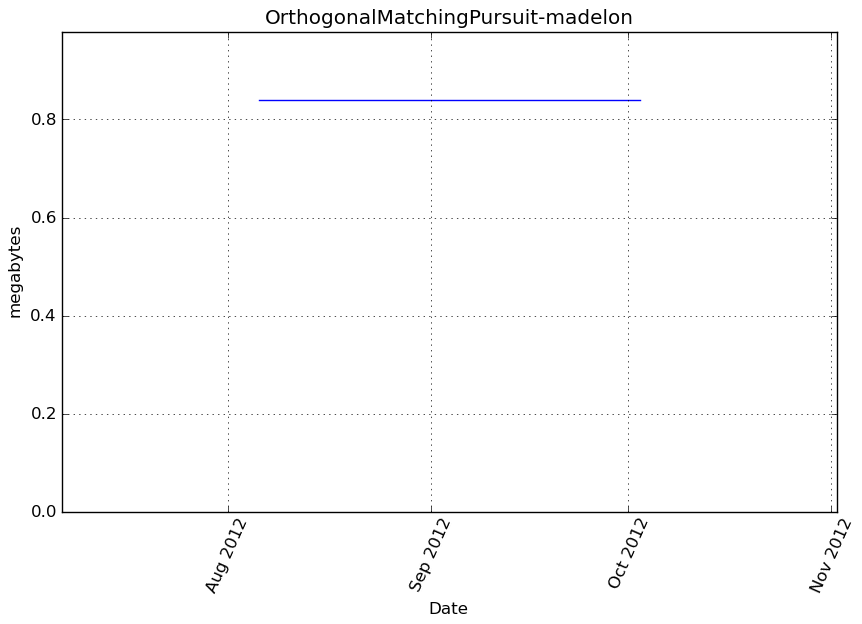 OrthogonalMatchingPursuit-madelon
megabytes
0.8
0.6
0.4
0.2
0.0
Aug 2012
Sep 2012
Oct 2012
Nov 2012
Date